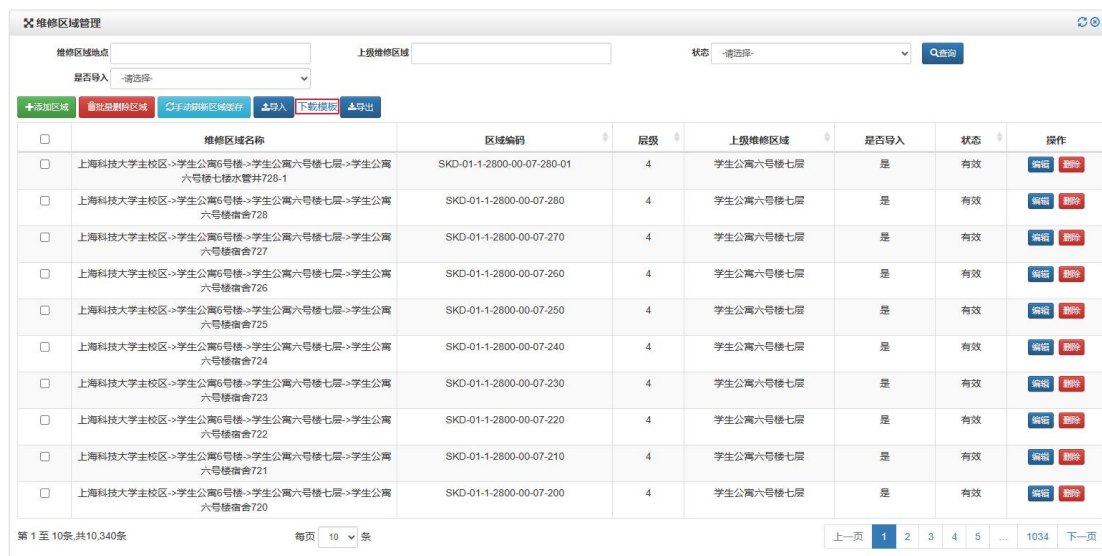 维修区域管理
维修区域地点 上级维修区域 状态 -请选择- 查询
是否导入 -请选择-
添加区域 批量删除区域 手动刷新区域缓存 导入 下载模板 导出
维修区域名称 区域编码 层级 上级维修区域 是否导入 状态 操作
上海科技大学主校区->学生公寓6号楼->学生公寓六号楼七层->学生公寓 SKD-01-1-2800-00-07-280-01 4 学生公寓六号楼七层 是 有效 编辑 删除
六号楼七楼水管井728-1
上海科技大学主校区->学生公寓6号楼->学生公寓六号楼七层->学生公寓 SKD-01-1-2800-00-07-280 4 学生公寓六号楼七层 是 有效 编辑 删除
六号楼宿舍728
上海科技大学主校区->学生公寓6号楼->学生公寓六号楼七层->学生公寓 SKD-01-1-2800-00-07-270 4 学生公寓六号楼七层 是 有效 编辑 删除
六号楼宿舍727
上海科技大学主校区->学生公寓6号楼->学生公寓六号楼七层->学生公寓 SKD-01-1-2800-00-07-260 4 学生公寓六号楼七层 是 有效 编辑 删除
六号楼宿舍726
上海科技大学主校区->学生公寓6号楼->学生公寓六号楼七层->学生公寓 SKD-01-1-2800-00-07-250 4 学生公寓六号楼七层 是 有效 编辑 删除
六号楼宿舍725
上海科技大学主校区->学生公寓6号楼->学生公寓六号楼七层->学生公寓 SKD-01-1-2800-00-07-240 4 学生公寓六号楼七层 是 有效 编辑 删除
六号楼宿舍724
上海科技大学主校区->学生公寓6号楼->学生公寓六号楼七层->学生公寓 SKD-01-1-2800-00-07-230 4 学生公寓六号楼七层 是 有效 编辑 删除
六号楼宿舍723
上海科技大学主校区->学生公寓6号楼->学生公寓六号楼七层->学生公寓 SKD-01-1-2800-00-07-220 4 学生公寓六号楼七层 是 有效 编辑 删除
六号楼宿舍722
上海科技大学主校区->学生公寓6号楼->学生公寓六号楼七层->学生公寓 SKD-01-1-2800-00-07-210 4 学生公寓六号楼七层 是 有效 编辑 删除
六号楼宿舍721
上海科技大学主校区->学生公寓6号楼->学生公寓六号楼七层->学生公寓 SKD-01-1-2800-00-07-200 4 学生公寓六号楼七层 是 有效 编辑 删除
六号楼宿舍720
第 1 至 10条,共10,340条 每页 10 条 上一页 1 2 3 4 5 ... 1034 下一页